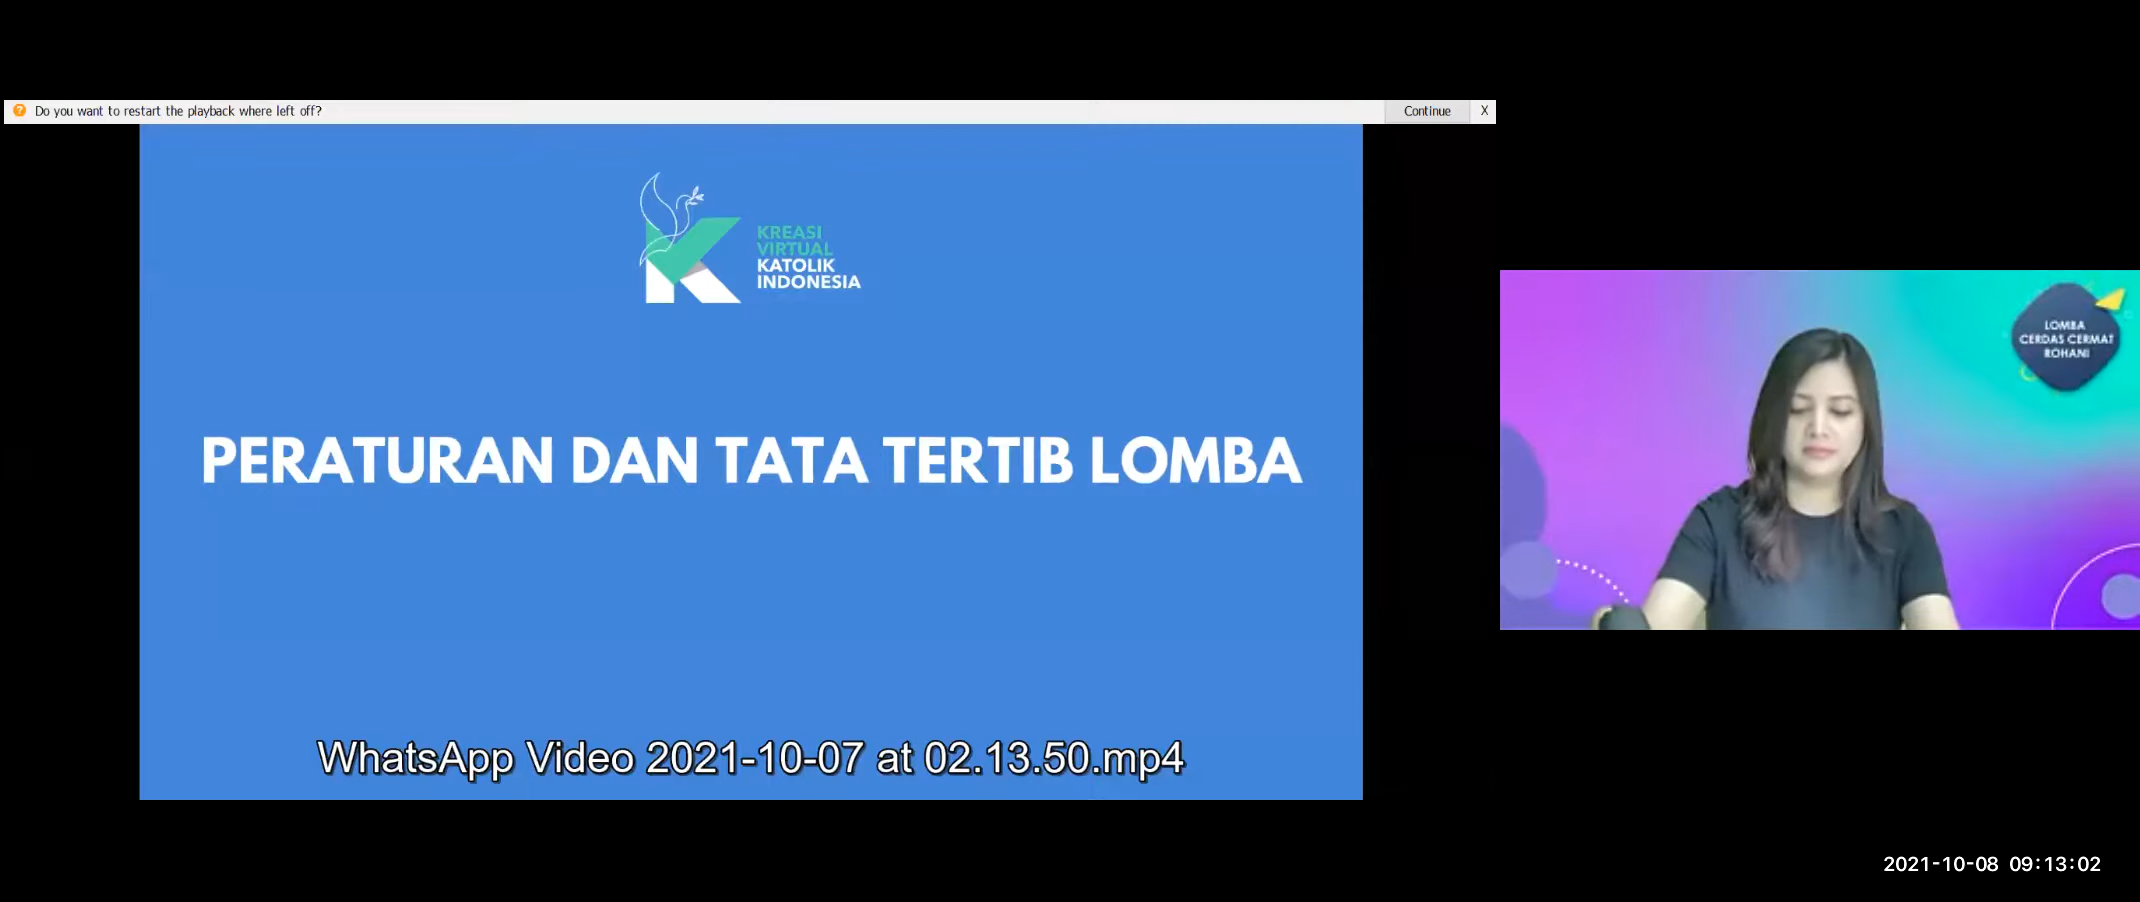 Do you want to restart the playback where left off?
Continue
X
KREASI
VIRTUAL
KATOLIK
INDONESIA
PERATURAN DAN TATA TERTIB LOMBA
WhatsApp Video 2021-10-07 at 02.13.50.mp4
LOMBA
CERDAS CERMAT
ROHANI
2021-10-08 09:13:02